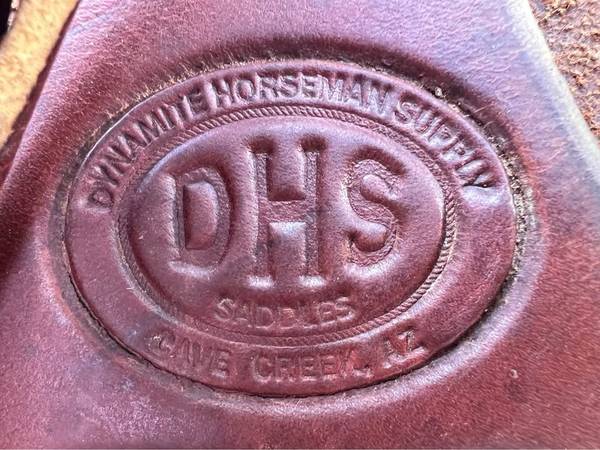 DYNAMITE HORSEMAN SUPPLY
DHS
SADDLES
CAVE CREEK, AZ